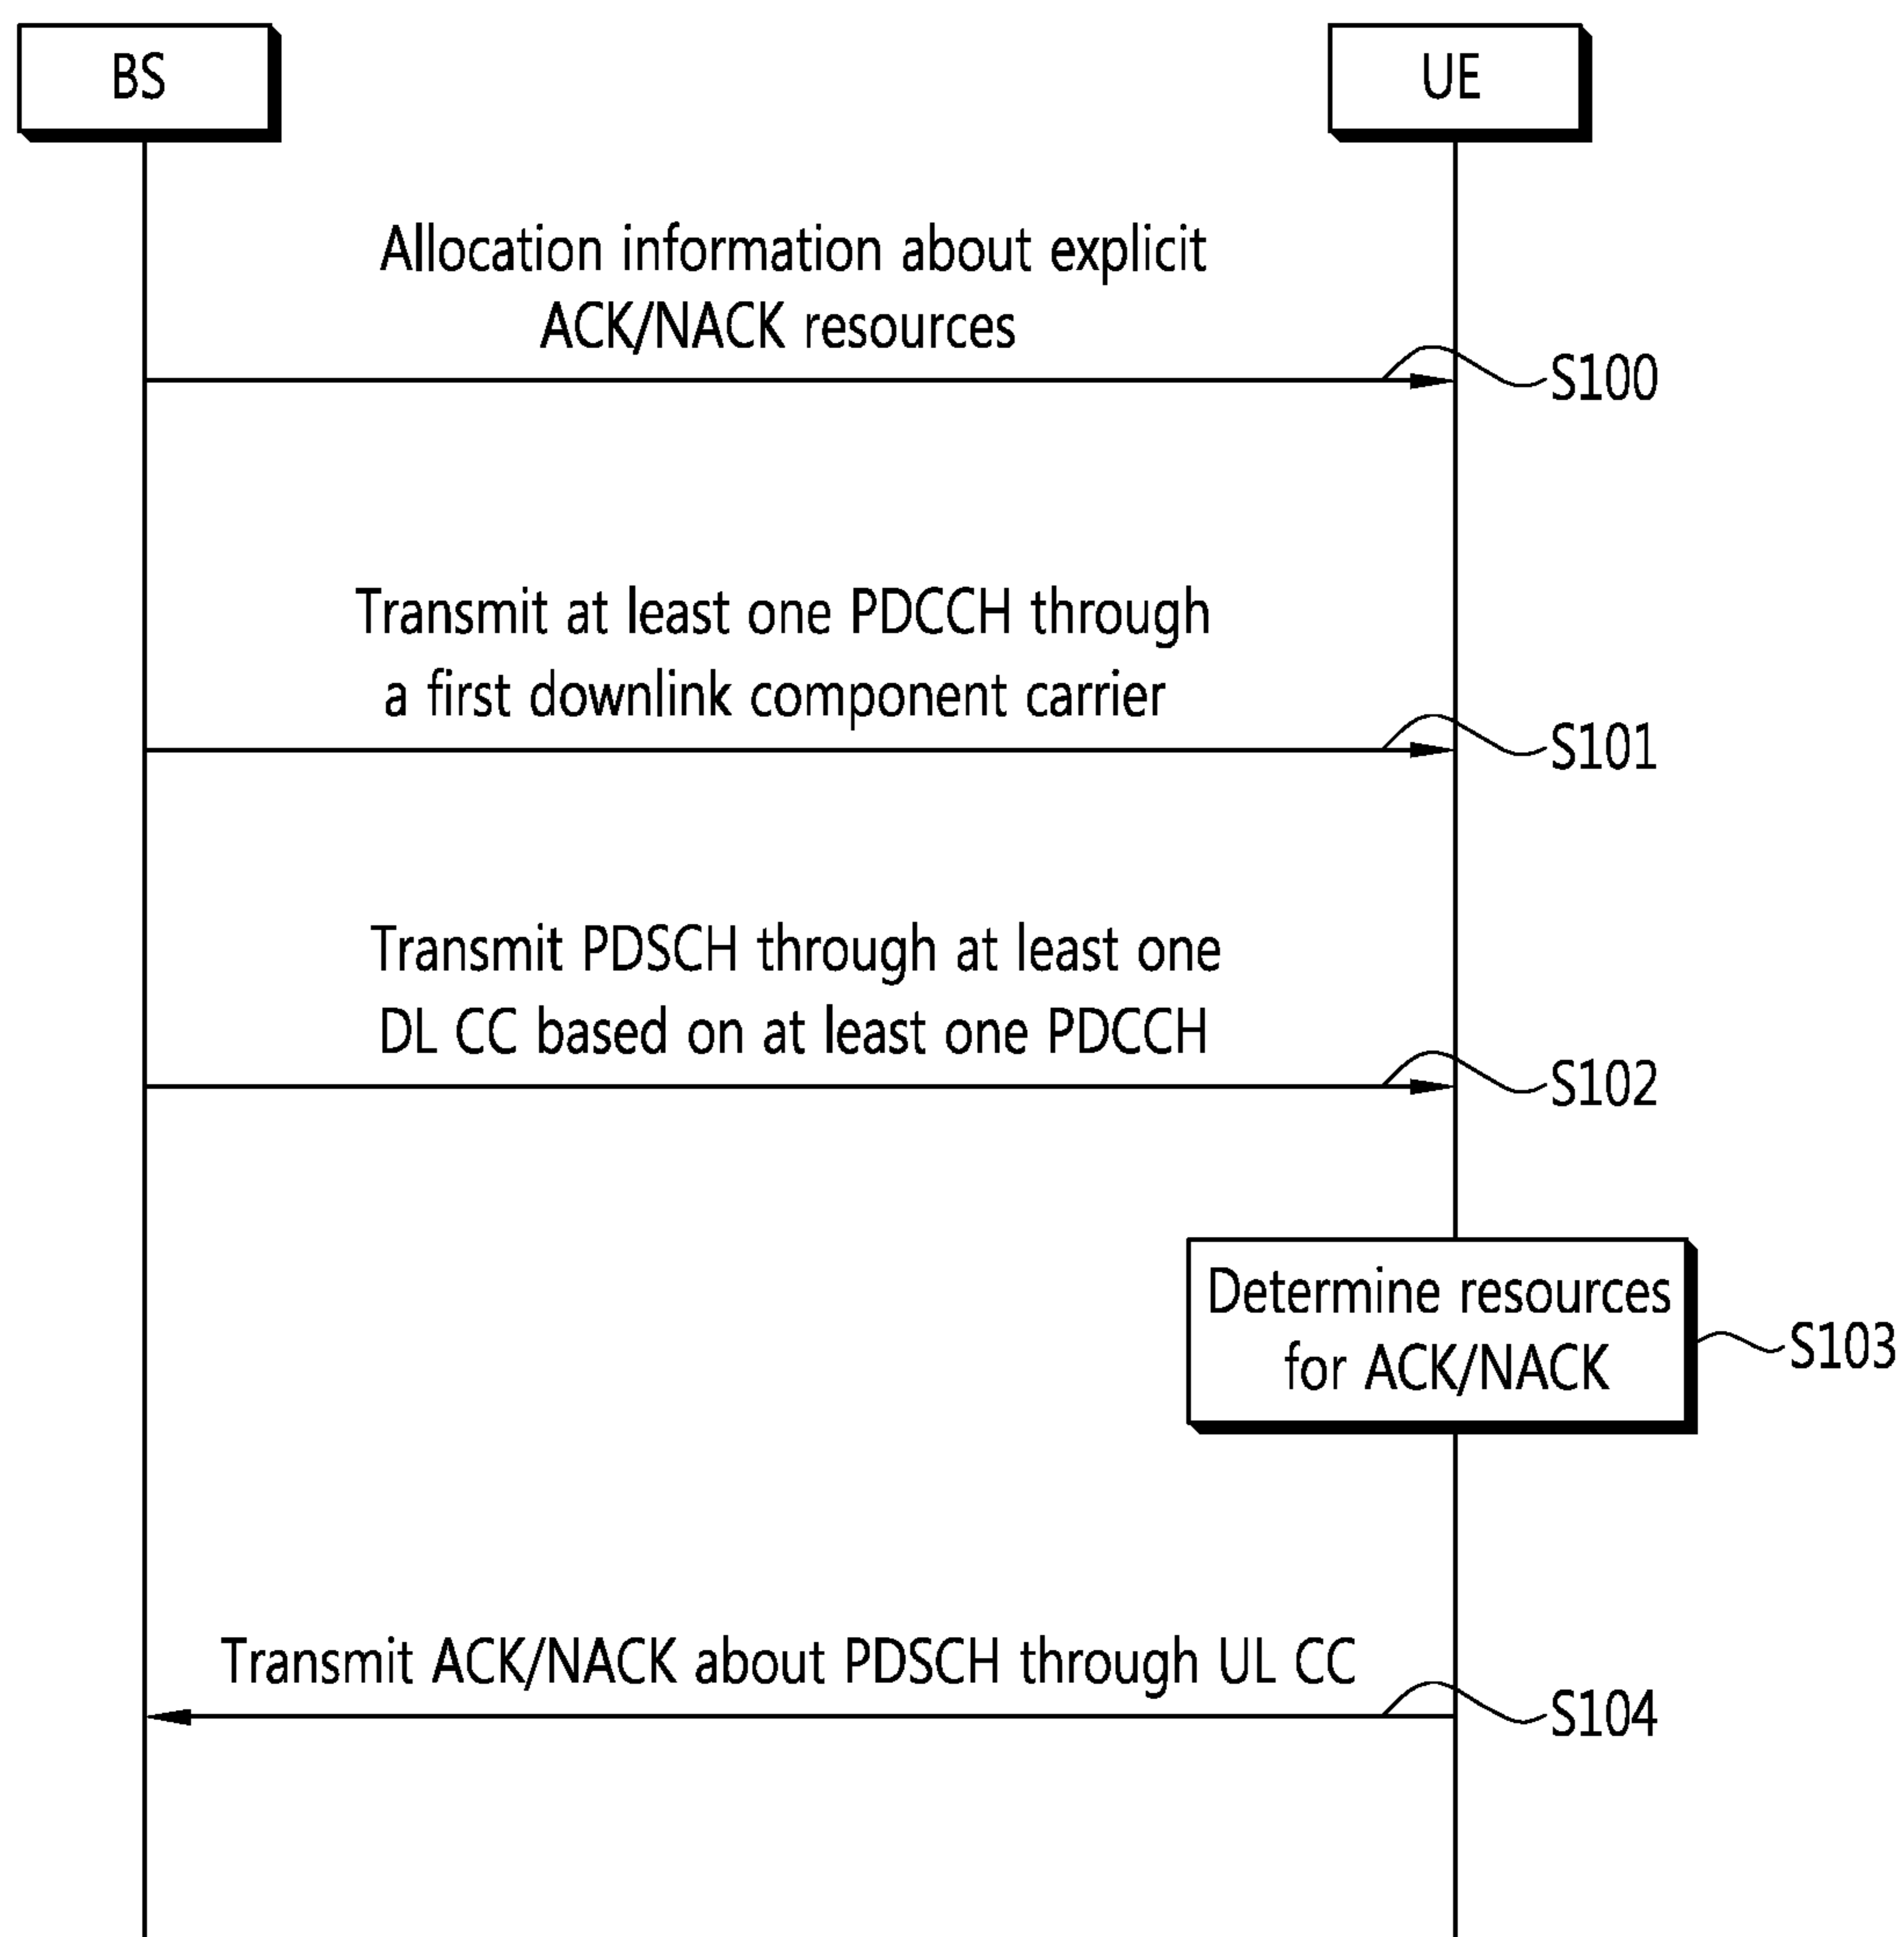 BS
UE
Allocation information about explicit
ACK/NACK resources
S100
Transmit at least one PDCCH through
a first downlink component carrier
S101
Transmit PDSCH through at least one
DL CC based on at least one PDCCH
S102
Determine resources
for ACK/NACK
S103
Transmit ACK/NACK about PDSCH through UL CC
S104